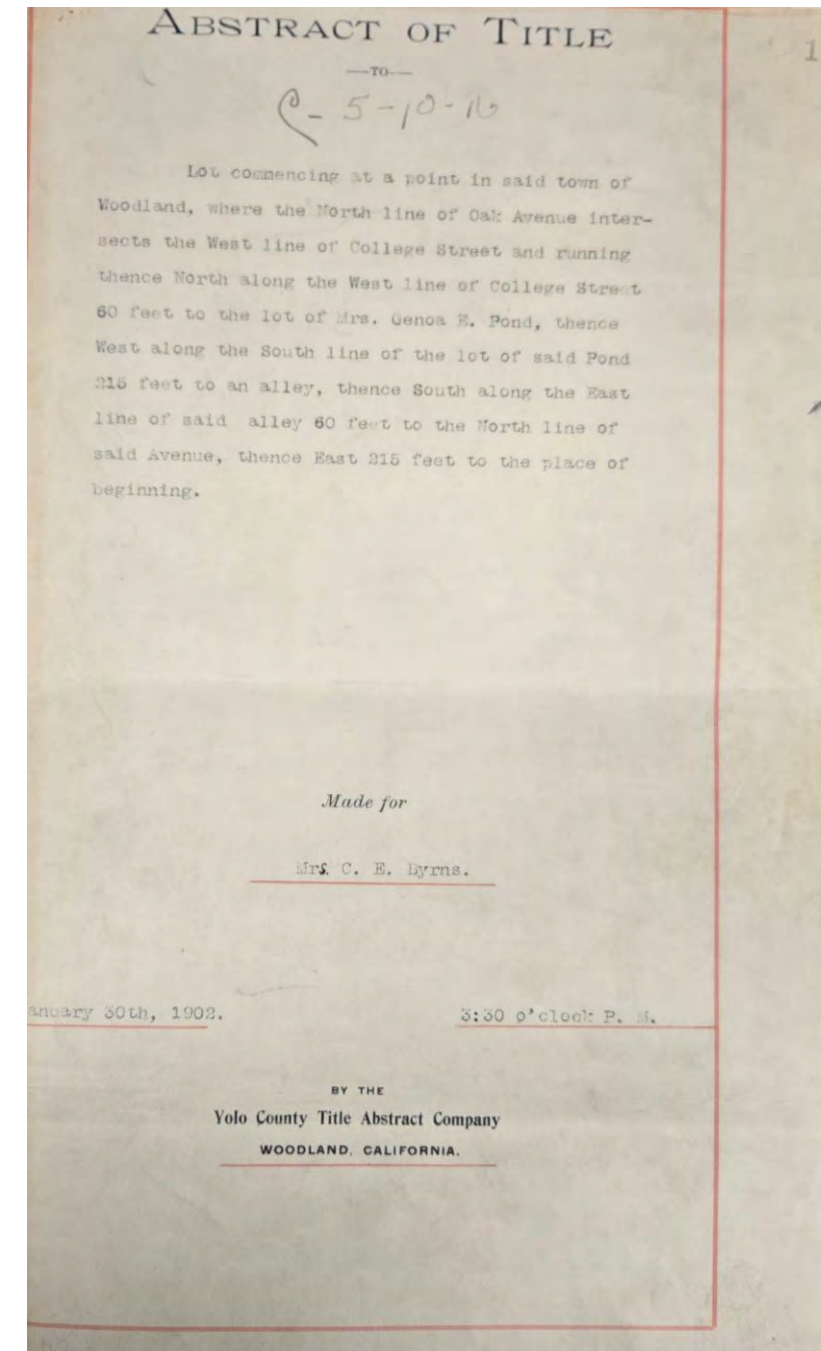 ABSTRACT OF TITLE
—TO—
C- 5-10-16
1
Lot commencing at a point in said town of
Woodland, where the North line of Oak Avenue inter-
sects the West line of College Street and running
thence North along the West line of College Street
60 feet to the lot of Mrs. Genoa E. Pond, thence
West along the South line of the lot of said Pond
215 feet to an alley, thence South along the East
line of said alley 60 feet to the North line of
said Avenue, thence East 215 feet to the place of
beginning.
Made for
Mrs. C. E. Byrns.
anuary 30th, 1902.
3:30 o'clock P. M.
BY THE
Yolo County Title Abstract Company
WOODLAND, CALIFORNIA.